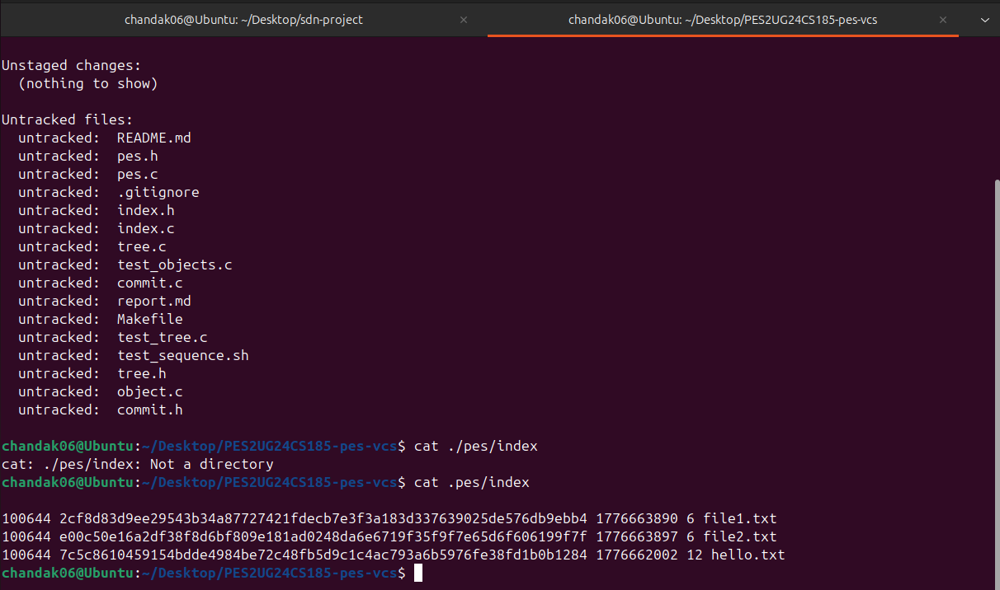 chandak06@Ubuntu: ~/Desktop/sdn-project
chandak06@Ubuntu: ~/Desktop/PES2UG24CS185-pes-vcs
Unstaged changes:
  (nothing to show)
Untracked files:
  untracked:  README.md
  untracked:  pes.h
  untracked:  pes.c
  untracked:  .gitignore
  untracked:  index.h
  untracked:  index.c
  untracked:  tree.c
  untracked:  test_objects.c
  untracked:  commit.c
  untracked:  report.md
  untracked:  Makefile
  untracked:  test_tree.c
  untracked:  test_sequence.sh
  untracked:  tree.h
  untracked:  object.c
  untracked:  commit.h
chandak06@Ubuntu:~/Desktop/PES2UG24CS185-pes-vcs$ cat ./pes/index
cat: ./pes/index: Not a directory
chandak06@Ubuntu:~/Desktop/PES2UG24CS185-pes-vcs$ cat .pes/index
100644 2cf8d83d9ee29543b34a87727421fdecb7e3f3a183d337639025de576db9ebb4 1776663890 6 file1.txt
100644 e00c50e16a2df38f8d6bf809e181ad0248da6e6719f35f9f7e65d6f606199f7f 1776663897 6 file2.txt
100644 7c5c8610459154bdde4984be72c48fb5d9c1c4ac793a6b5976fe38fd1b0b1284 1776662002 12 hello.txt
chandak06@Ubuntu:~/Desktop/PES2UG24CS185-pes-vcs$